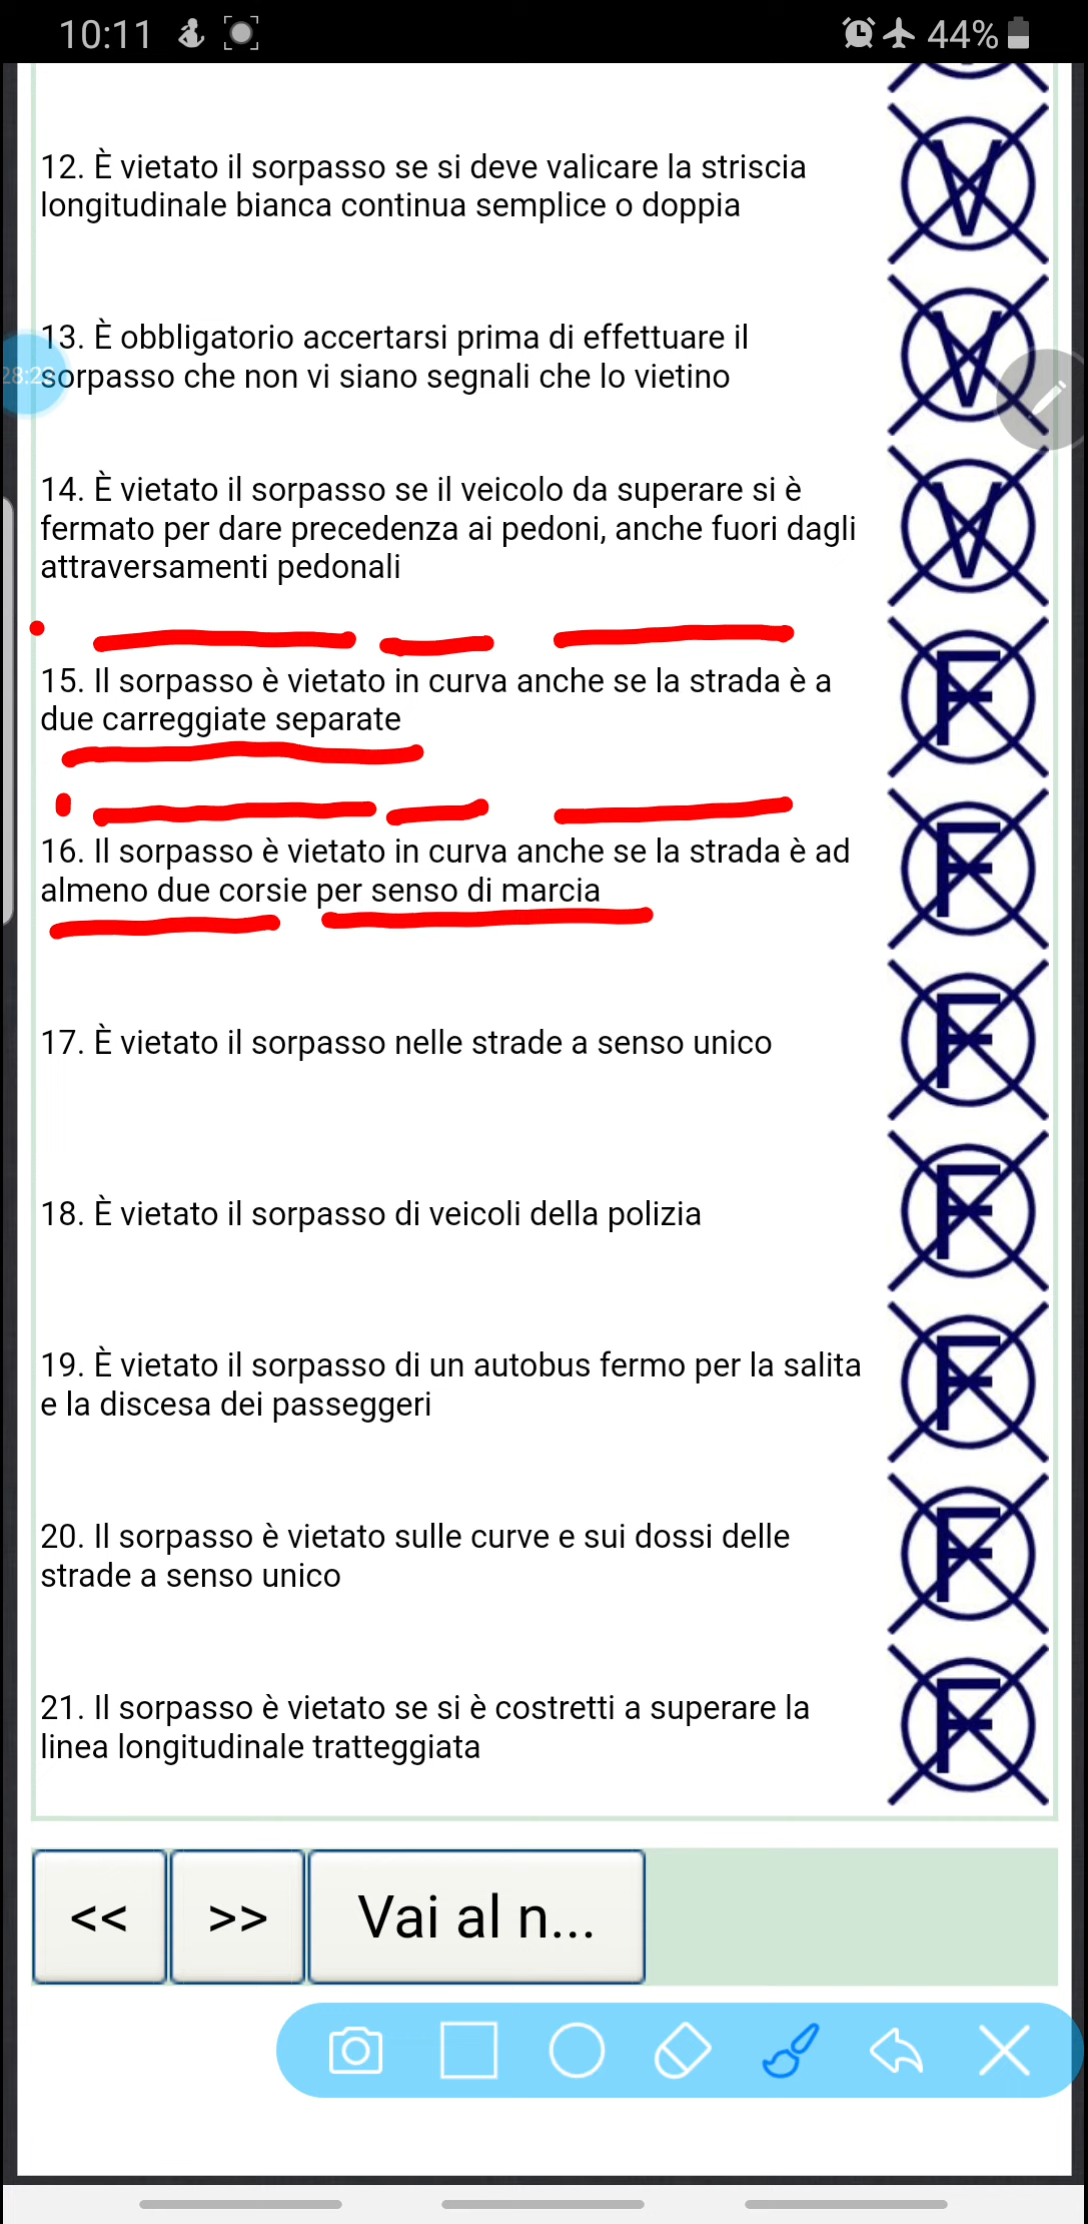 10:11
44%
12. È vietato il sorpasso se si deve valicare la striscia
longitudinale bianca continua semplice o doppia
V
13. È obbligatorio accertarsi prima di effettuare il
sorpasso che non vi siano segnali che lo vietino
V
14. È vietato il sorpasso se il veicolo da superare si è
fermato per dare precedenza ai pedoni, anche fuori dagli
attraversamenti pedonali
V
15. Il sorpasso è vietato in curva anche se la strada è a
due carreggiate separate
F
16. Il sorpasso è vietato in curva anche se la strada è ad
almeno due corsie per senso di marcia
F
17. È vietato il sorpasso nelle strade a senso unico
F
18. È vietato il sorpasso di veicoli della polizia
F
19. È vietato il sorpasso di un autobus fermo per la salita
e la discesa dei passeggeri
F
20. Il sorpasso è vietato sulle curve e sui dossi delle
strade a senso unico
F
21. Il sorpasso è vietato se si è costretti a superare la
linea longitudinale tratteggiata
F
<< >> Vai al n...